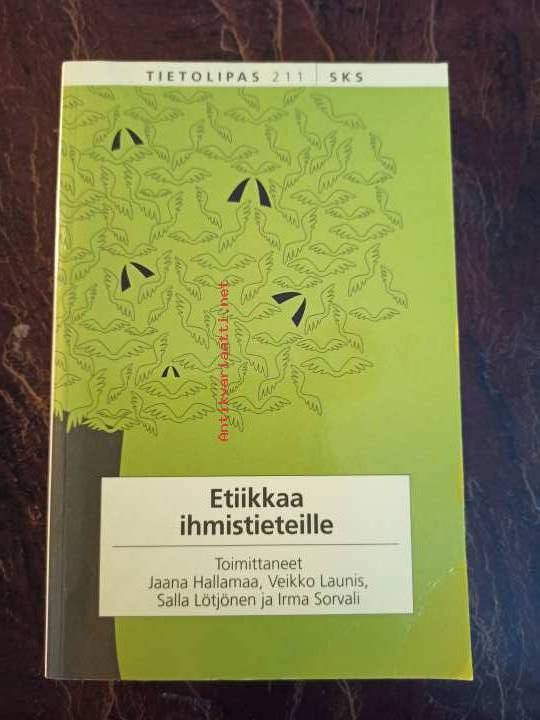 TIETOLIPAS 211 | SKS
Antikvariaatti.net
Etiikkaa
ihmistieteille
Toimittaneet
Jaana Hallamaa, Veikko Launis,
Salla Lötjönen ja Irma Sorvali